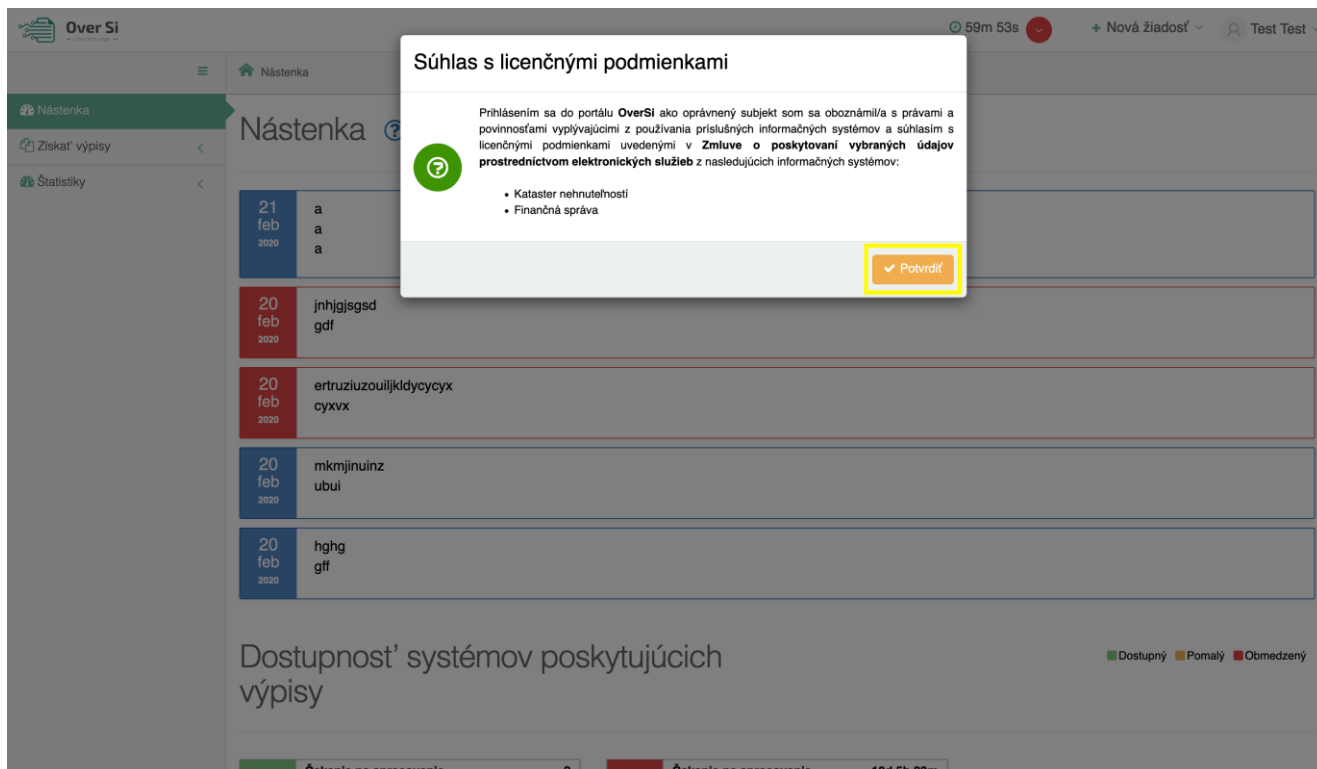 Over Si
59m 53s
+ Nová žiadosť
Test Test
Nástenka
Nástenka
Získať výpisy
Štatistiky
Nástenka
Súhlas s licenčnými podmienkami
Prihlásením sa do portálu OverSi ako oprávnený subjekt som sa oboznámil/a s právami a
povinnosťami vyplývajúcimi z používania príslušných informačných systémov a súhlasím s
licenčnými podmienkami uvedenými v Zmluve o poskytovaní vybraných údajov
prostredníctvom elektronických služieb z nasledujúcich informačných systémov:
• Kataster nehnuteľností
• Finančná správa
Potvrdiť
21
feb
2020
a
a
a
20
feb
2020
jnhjgjsgsd
gdf
20
feb
2020
ertruziuzouiljkldycycyx
cyxvx
20
feb
2020
mkmjinuinz
ubui
20
feb
2020
hghg
gff
Dostupnosť systémov poskytujúcich
výpisy
Dostupný Pomalý Obmedzený